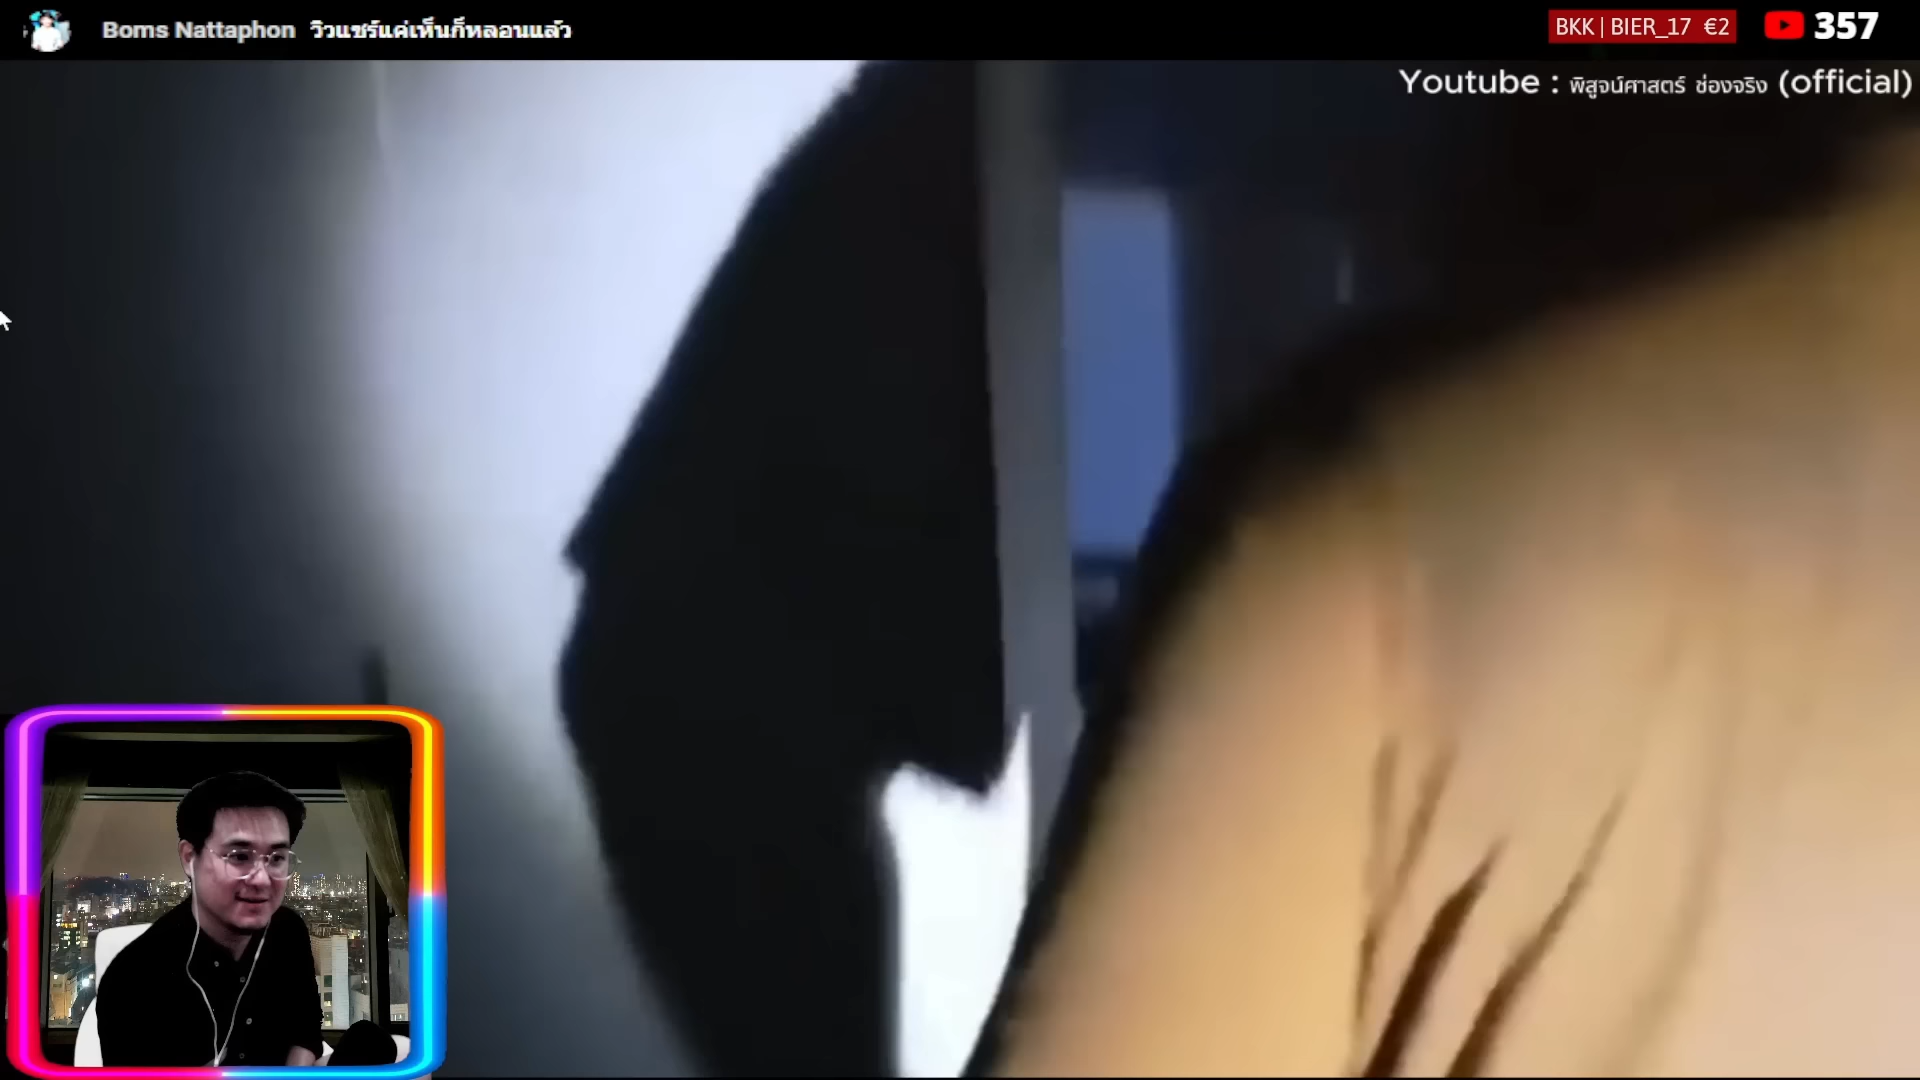 Boms Nattaphon วิวแชร์แค่เห็นก็หลอนแล้ว
BKK | BIER_17 €2
357
Youtube : พิสูจน์ศาสตร์ ช่องจริง (official)